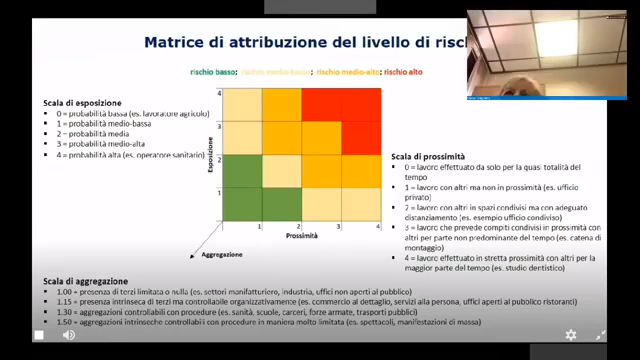 Matrice di attribuzione del livello di risc
rischio basso; rischio medio-basso; rischio medio-alto; rischio alto
Scala di esposizione
0 = probabilità bassa (es. lavoratore agricolo)
1 = probabilità medio-bassa
2 = probabilità media
3 = probabilità medio-alta
4 = probabilità alta (es. operatore sanitario)
4
3
2
1
Esposizione
1 2 3 4
Prossimità
Aggregazione
Scala di prossimità
0 = lavoro effettuato da solo per la quasi totalità del
tempo
1 = lavoro con altri ma non in prossimità (es. ufficio
privato)
2 = lavoro con altri in spazi condivisi ma con adeguato
distanziamento (es. esempio ufficio condiviso)
3 = lavoro che prevede compiti condivisi in prossimità con
altri per parte non predominante del tempo (es. catena di
montaggio)
4 = lavoro effettuato in stretta prossimità con altri per la
maggior parte del tempo (es. studio dentistico)
Scala di aggregazione
1.00 = presenza di terzi limitata o nulla (es. settori manifatturiero, industria, uffici non aperti al pubblico)
1.15 = presenza intrinseca di terzi ma controllabile organizzativamente (es. commercio al dettaglio, servizi alla persona, uffici aperti al pubblico ristoranti)
1.30 = aggregazioni controllabili con procedure (es. sanità, scuole, carceri, forze armate, trasporti pubblici)
1.50 = aggregazioni intrinseche controllabili con procedure in maniera molto limitata (es. spettacoli, manifestazioni di massa)